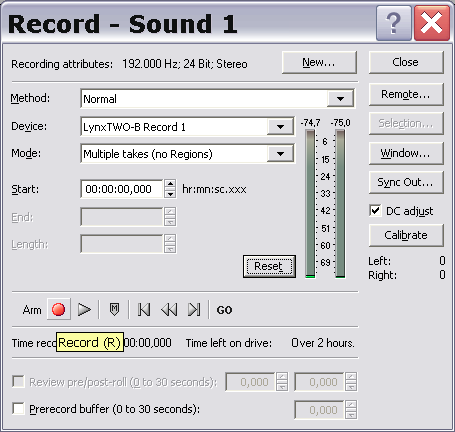 Record - Sound 1
Recording attributes: 192.000 Hz; 24 Bit; Stereo New... Close
Method: Normal Remote...
Device: LynxTWO-B Record 1 -74,7 -75,0 Selection...
Mode: Multiple takes (no Regions) Window...
Start: 00:00:00,000 hr:mn:sc.xxx Sync Out...
End:
Length:
6
15
24
33
42
51
60
69
DC adjust
Calibrate
Left: 0
Right: 0
Reset
Arm M GO
Time reco Record (R) 00:00,000 Time left on drive: Over 2 hours.
Review pre/post-roll (0 to 30 seconds): 0,000 0,000
Prerecord buffer (0 to 30 seconds): 0,000